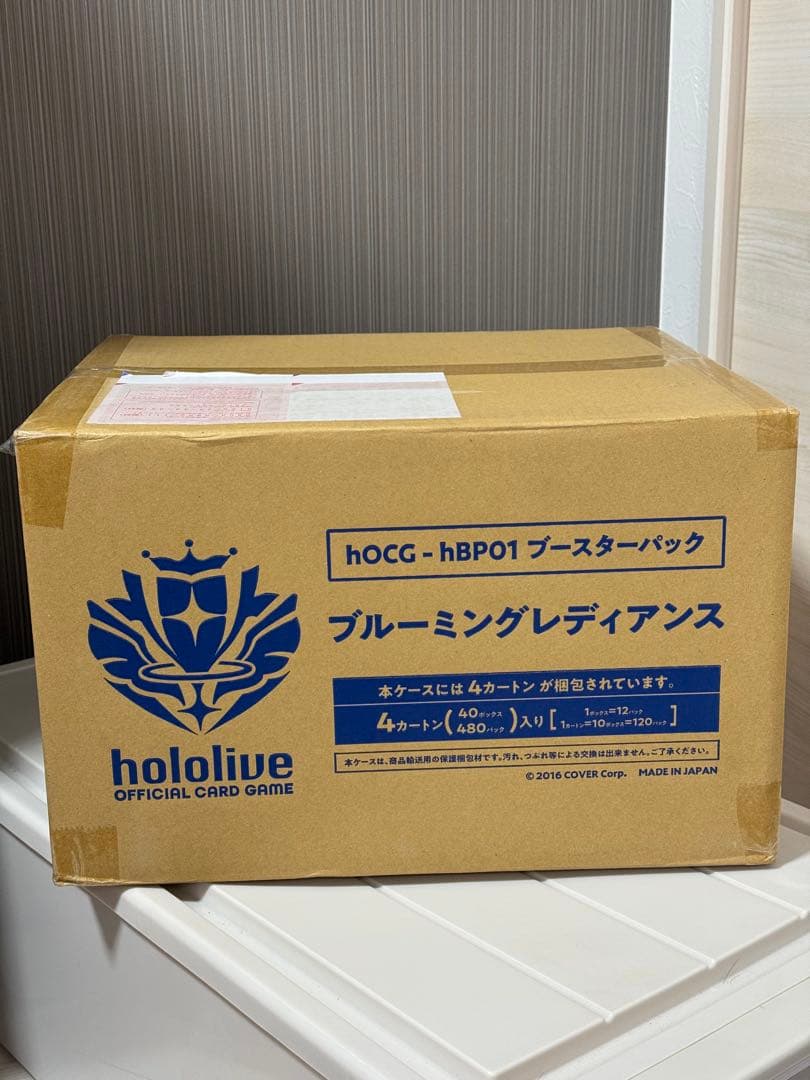 hOCG - hBP01 ブースターパック
ブルーミングレディアンス
本ケースには 4カートン が梱包されています。
4カートン(40ボックス 480パック)入り[1ボックス=12パック 1カートン=10ボックス=120パック]
本ケースは、商品輸送用の保護梱包材です。汚れ、つぶれ等による交換は出来ません。ご了承ください。
© 2016 COVER Corp. MADE IN JAPAN
hololive
OFFICIAL CARD GAME